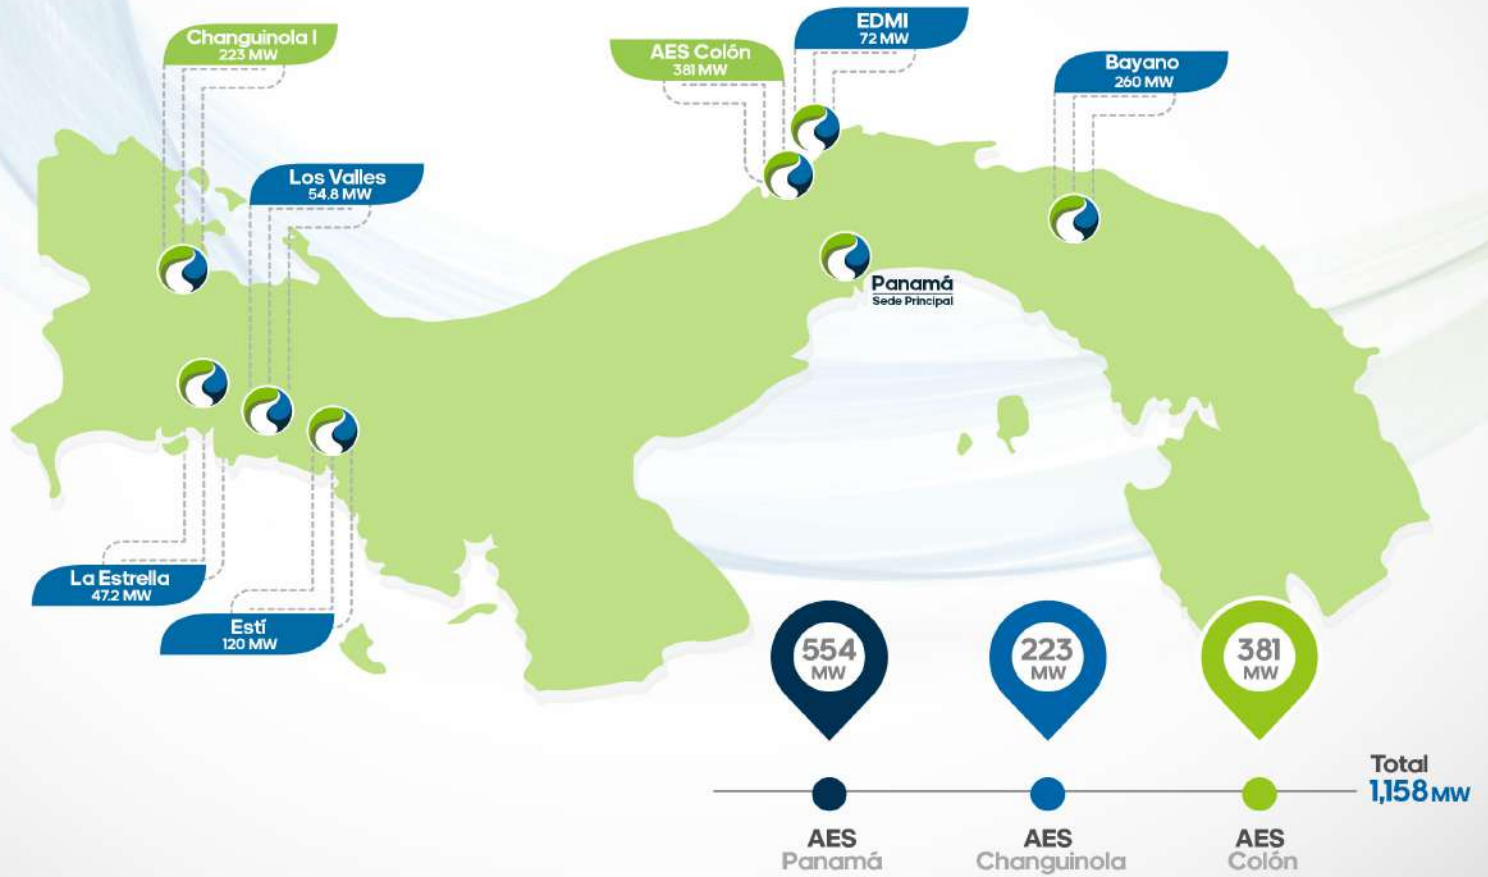 Changuinola I
223 MW
AES Colón
381 MW
EDMI
72 MW
Bayano
260 MW
Los Valles
54.8 MW
Panamá
Sede Principal
La Estrella
47.2 MW
Estí
120 MW
554
MW
223
MW
381
MW
Total
1,158 MW
AES
Panamá
AES
Changuinola
AES
Colón